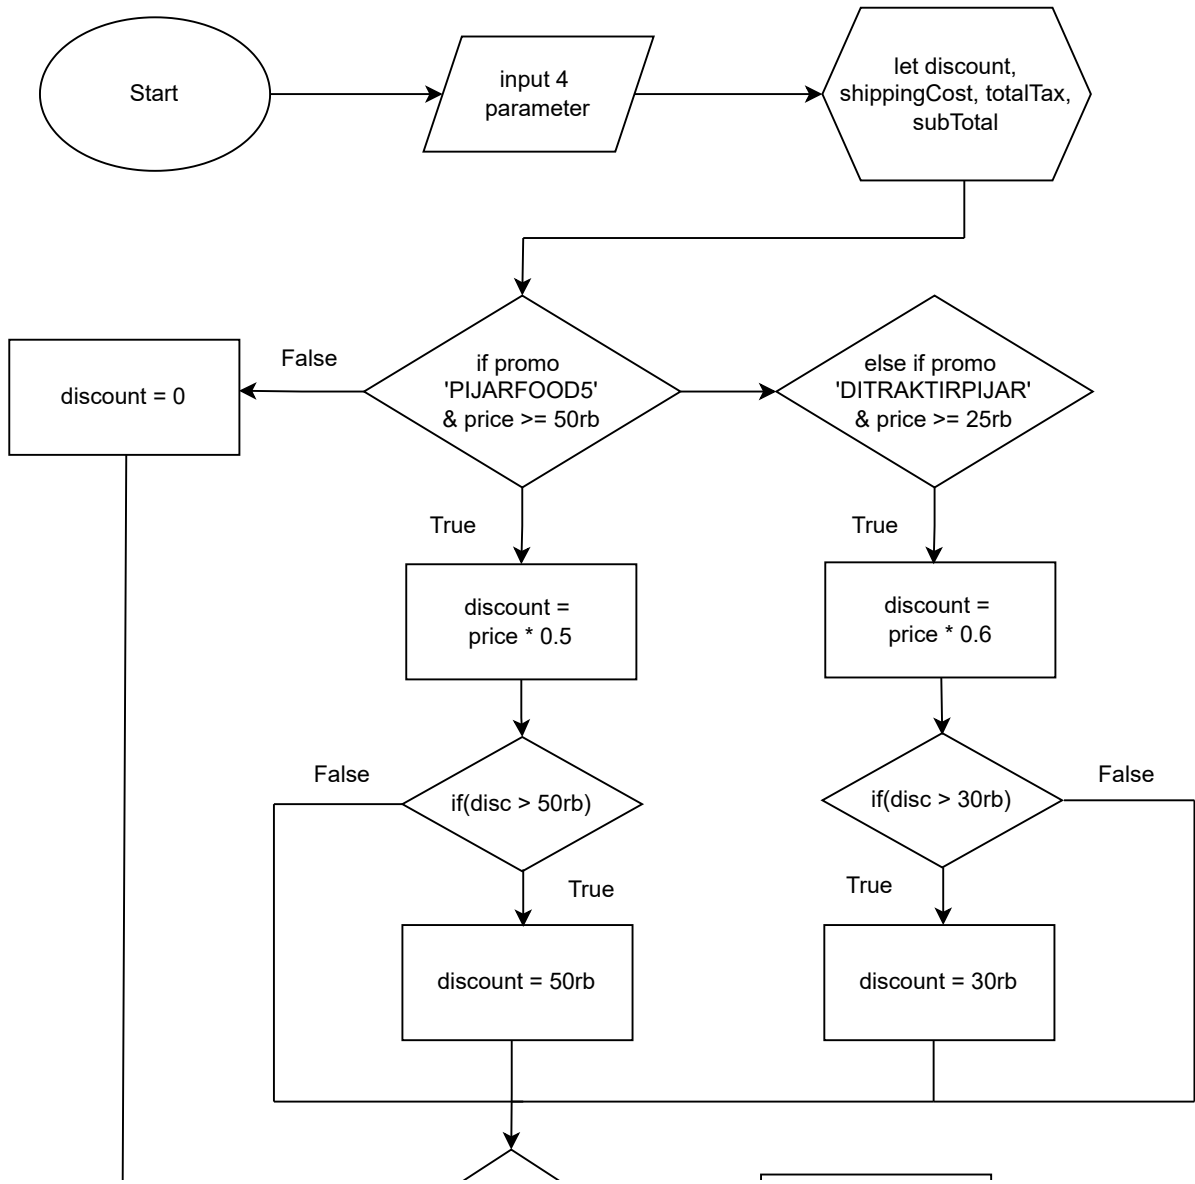 Start
input 4
parameter
let discount,
shippingCost, totalTax,
subTotal
False
discount = 0
if promo
'PIJARFOOD5'
& price >= 50rb
else if promo
'DITRAKTIRPIJAR'
& price >= 25rb
True
True
discount =
price * 0.5
discount =
price * 0.6
False
if(disc > 50rb)
if(disc > 30rb)
False
True
True
discount = 50rb
discount = 30rb